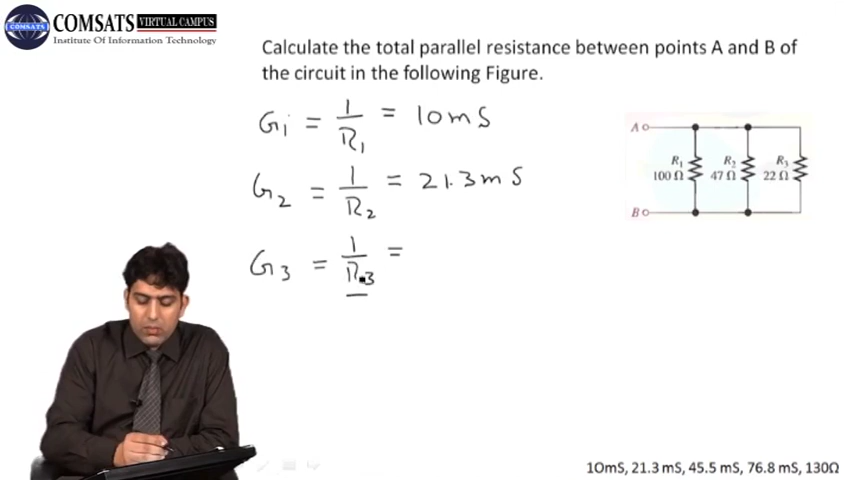 COMSATS VIRTUAL CAMPUS
COMSATS
Institute Of Information Technology
Calculate the total parallel resistance between points A and B of
the circuit in the following Figure.
G1 = 1/R1 = 10mS
G2 = 1/R2 = 21.3mS
G3 = 1/R3 =
A
R1
100 Ω
R2
47 Ω
R3
22 Ω
B
10mS, 21.3 mS, 45.5 mS, 76.8 mS, 130Ω